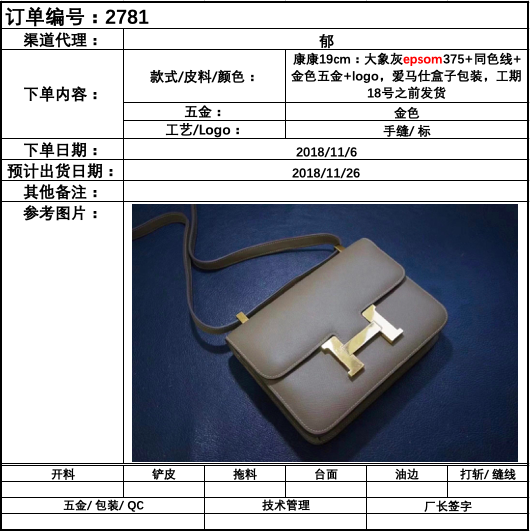 订单编号：2781
渠道代理：
郁
下单内容：
款式/皮料/颜色：
康康19cm：大象灰epsom375+同色线+
金色五金+logo，爱马仕盒子包装，工期
18号之前发货
五金：
金色
工艺/Logo：
手缝/ 标
下单日期：
2018/11/6
预计出货日期：
2018/11/26
其他备注：
参考图片：
开料
铲皮
拖料
台面
油边
打斩/ 缝线
五金/ 包装/ QC
技术管理
厂长签字